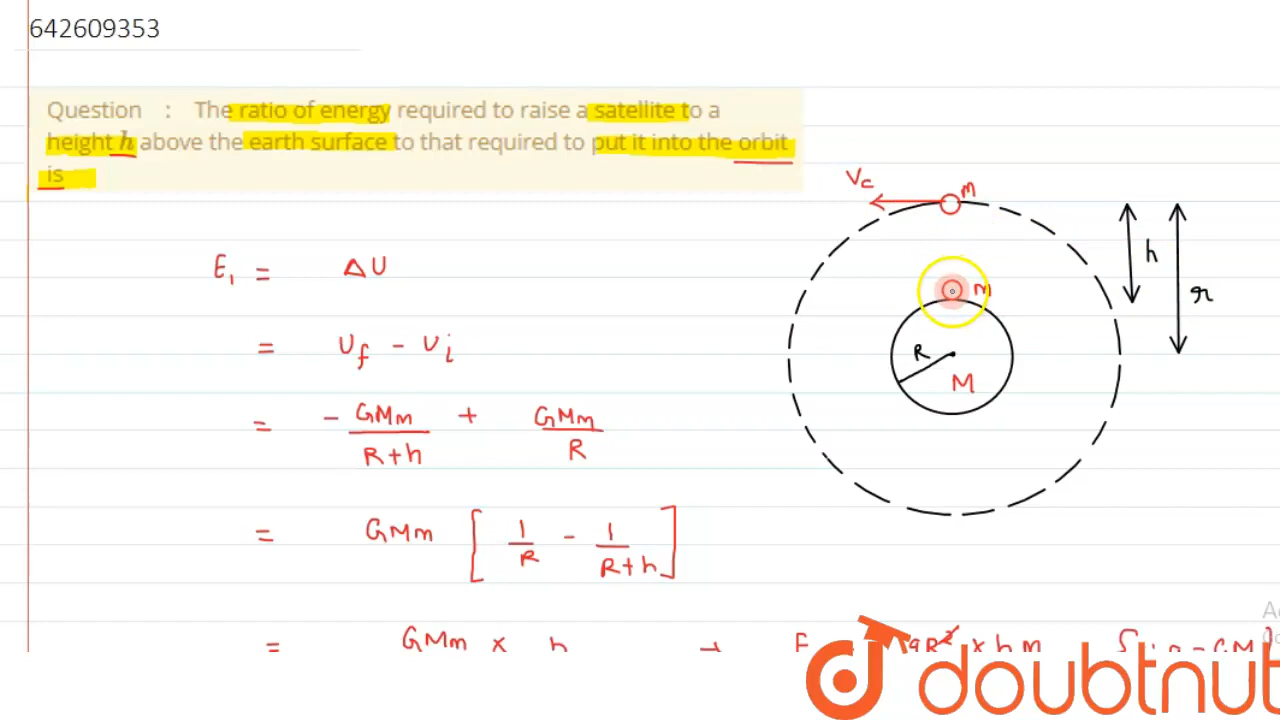 642609353
Question : The ratio of energy required to raise a satellite to a
height h above the earth surface to that required to put it into the orbit
is
Vc
m
E₁ = ΔU
h
m
r
= Uf - Ui
R
M
= - GMm/(R+h) + GMm/R
= GMm [ 1/R - 1/(R+h) ]
= GMm × h
gR² × hm
doubtnut